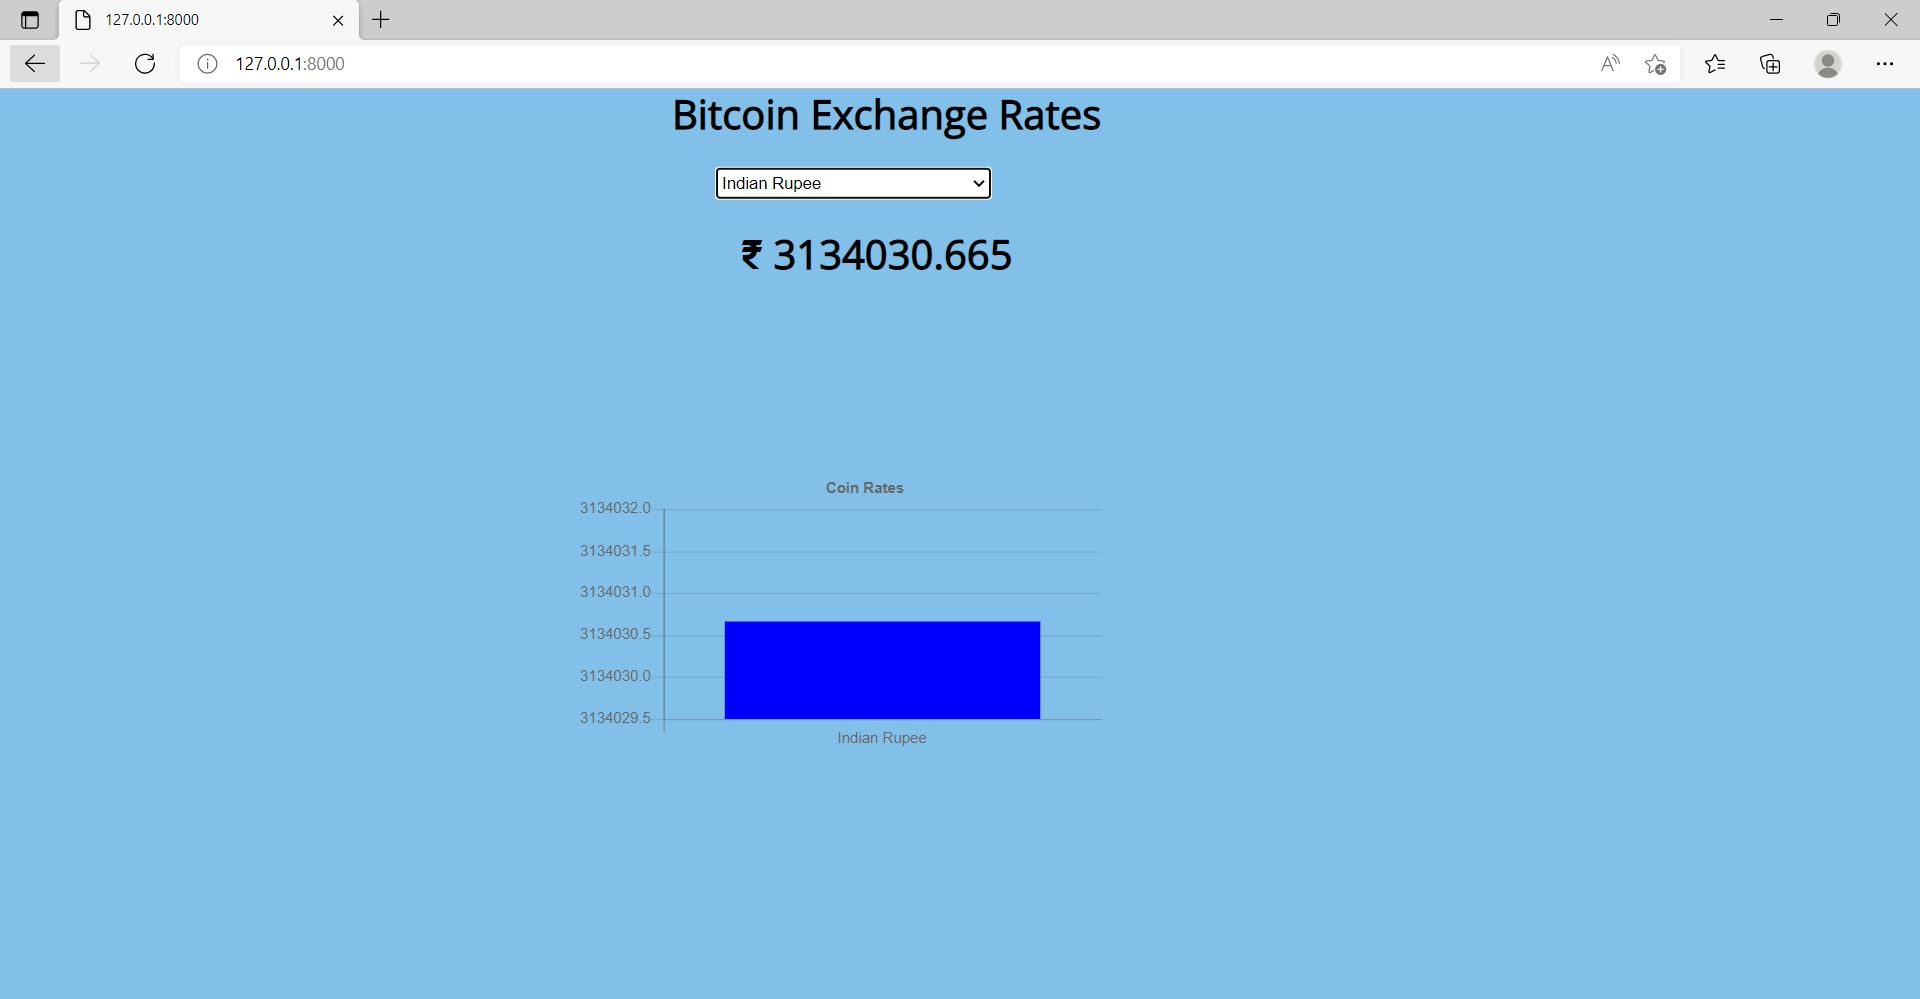 127.0.0.1:8000
127.0.0.1:8000
Bitcoin Exchange Rates
Indian Rupee
₹ 3134030.665
Coin Rates
3134032.0
3134031.5
3134031.0
3134030.5
3134030.0
3134029.5
Indian Rupee